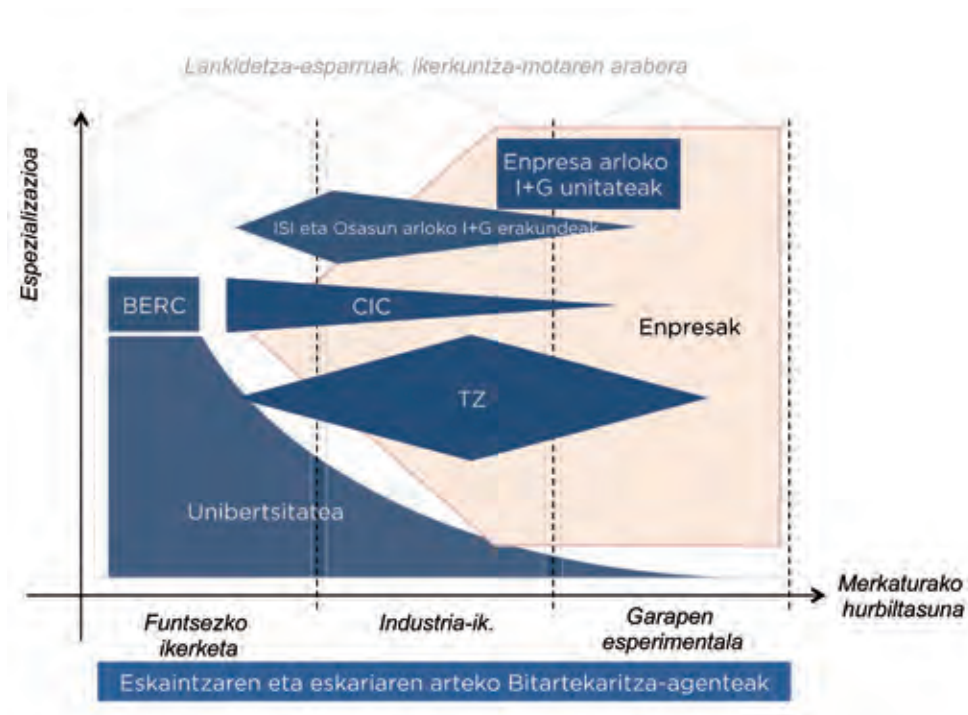 Lankidetza-esparruak, ikerkuntza-motaren arabera
Espezializazioa
Enpresa arloko
I+G unitateak
ISI eta Osasun arloko I+G erakundeak
BERC
CIC
Enpresak
TZ
Unibertsitatea
Merkaturako
hurbiltasuna
Funtsezko
ikerketa
Industria-ik.
Garapen
esperimentala
Eskaintzaren eta eskariaren arteko Bitartekaritza-agenteak